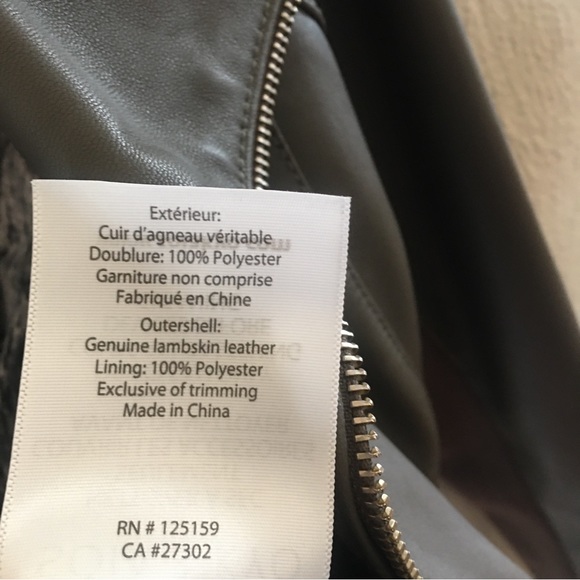 Extérieur:
Cuir d'agneau véritable
Doublure: 100% Polyester
Garniture non comprise
Fabriqué en Chine
Outershell:
Genuine lambskin leather
Lining: 100% Polyester
Exclusive of trimming
Made in China
RN # 125159
CA #27302